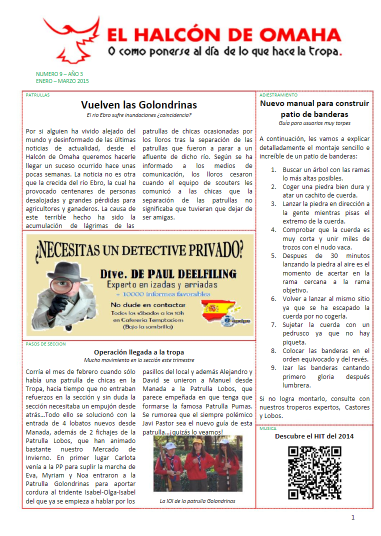 EL HALCÓN DE OMAHA
O como ponerse al día de lo que hace la tropa.
NUMERO 9 – AÑO 3
ENERO – MARZO 2015
PATRULLAS
Vuelven las Golondrinas
El río Ebro sufre inundaciones ¿coincidencia?
Por si alguien ha vivido alejado del
mundo y desinformado de las últimas
noticias de actualidad, desde el
Halcón de Omaha queremos hacerle
llegar un suceso ocurrido hace unas
pocas semanas. La noticia no es otra
que la crecida del río Ebro, la cual ha
provocado centenares de personas
desalojadas y grandes pérdidas para
agricultores y ganaderos. La causa de
este terrible hecho ha sido la
acumulación de lágrimas de las
patrullas de chicas ocasionadas por
los lloros tras la separación de las
patrullas que fueron a parar a un
afluente de dicho río. Según se ha
informado a los medios de
comunicación, los lloros cesaron
cuando el equipo de scouters les
comunicó a las chicas que la
separación de las patrullas no
significaba que tuvieran que dejar de
ser amigas.
¿NECESITAS UN DETECTIVE PRIVADO?
Dtve. DE PAUL DEELFILING
Experto en izadas y arriadas
+ 10000 informes favorables
No dude en contactar
Todos los sábados a las 16h
en Cafetería Templarios
(Bajo la sombrilla)
PASOS DE SECCION
Operación llegada a la tropa
Mucho movimiento en la sección este trimestre
Corría el mes de febrero cuando sólo
había una patrulla de chicas en la
Tropa, hacía tiempo que no entraban
refuerzos en la sección y sin duda la
sección necesitaba un empujón desde
atrás...Todo ello se solucionó con la
entrada de 4 lobatos nuevos desde
Manada, además de 2 fichajes de la
Patrulla Lobos, que han animado
bastante nuestro Mercado de
Invierno. En primer lugar Carlota
venía a la PP para suplir la marcha de
Eva, Myriam y Noa entraron a la
Patrulla Golondrinas para aportar
cordura al tridente Isabel-Olga-Isabel
del que ya se empieza a hablar por los
pasillos del local y además Alejandro y
David se unieron a Manuel desde
Manada a la Patrulla Lobos, que
parece empeñada en que tenga que
formarse la famosa Patrulla Pumas.
Se rumorea que el siempre polémico
Javi Pastor sea el nuevo guía de esta
patrulla...¡quizás lo veamos!
La IOI de la patrulla Golondrinas
ADIESTRAMIENTO
Nuevo manual para construir
patio de banderas
Guía para usuarios muy torpes
A continuación, les vamos a explicar
detalladamente el montaje sencillo e
increíble de un patio de banderas:
1. Buscar un árbol con las ramas
lo más altas posibles.
2. Coger una piedra bien dura y
atar un cachito de cuerda.
3. Lanzar la piedra en dirección a
la gente mientras pisas el
extremo de la cuerda.
4. Comprobar que la cuerda es
muy corta y unir miles de
trozos con el nudo vaca.
5. Despues de 30 minutos
lanzando la piedra al aire es el
momento de acertar en la
rama cercana a la rama
objetivo.
6. Volver a lanzar al mismo sitio
ya que se ha escapado la
cuerda por no cogerla.
7. Sujetar la cuerda con un
pedrusco ya que no hay
piqueta.
8. Colocar las banderas en el
orden equivocado y del revés.
9. Izar las banderas cantando
primero gloria después
lumbrera.
Si no logra montarlo, consulte con
nuestros troperos expertos, Castores
y Lobos.
MUSICA
Descubre el HIT del 2014
1